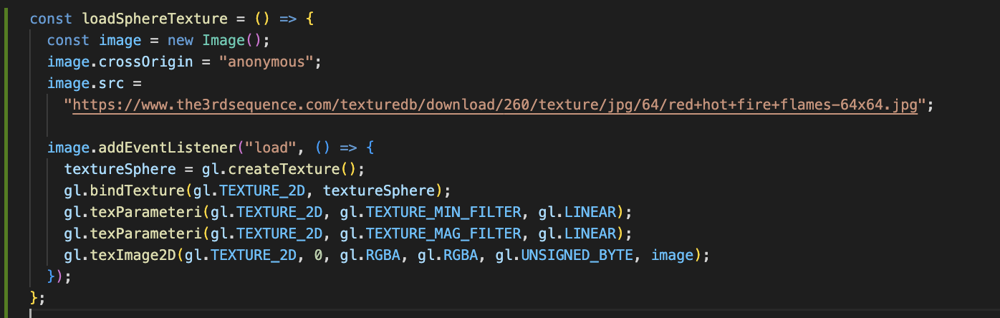 const loadSphereTexture = () => {
  const image = new Image();
  image.crossOrigin = "anonymous";
  image.src =
    "https://www.the3rdsequence.com/texturedb/download/260/texture/jpg/64/red+hot+fire+flames-64x64.jpg";
  image.addEventListener("load", () => {
    textureSphere = gl.createTexture();
    gl.bindTexture(gl.TEXTURE_2D, textureSphere);
    gl.texParameteri(gl.TEXTURE_2D, gl.TEXTURE_MIN_FILTER, gl.LINEAR);
    gl.texParameteri(gl.TEXTURE_2D, gl.TEXTURE_MAG_FILTER, gl.LINEAR);
    gl.texImage2D(gl.TEXTURE_2D, 0, gl.RGBA, gl.RGBA, gl.UNSIGNED_BYTE, image);
  });
};